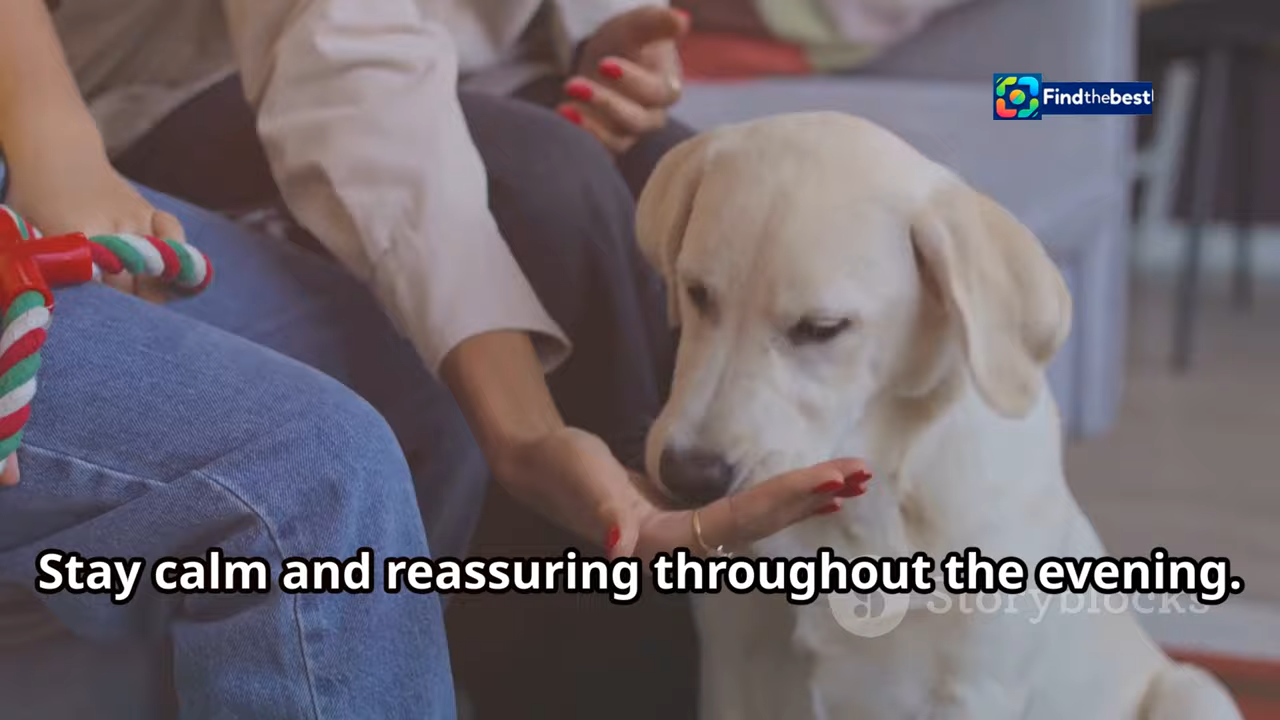 Findthebest
Stay calm and reassuring throughout the evening.
Storyblocks